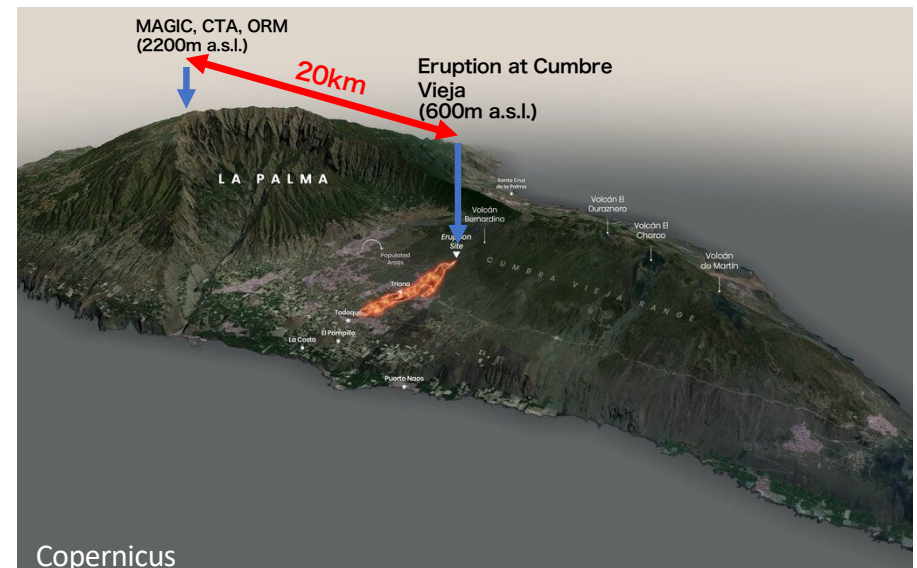 MAGIC, CTA, ORM
(2200m a.s.l.)
20km
Eruption at Cumbre
Vieja
(600m a.s.l.)
LA PALMA
Santa Cruz
de la Palma
Volcán El
Duraznero
Volcán
Bernardino
Volcán El
Charco
Eruption
Site
Volcán
de Martín
Populated
Areas
CUMBRA VIEJA RANGE
Triana
Todoque
El Pampillo
La Costa
Puerto Naos
Copernicus